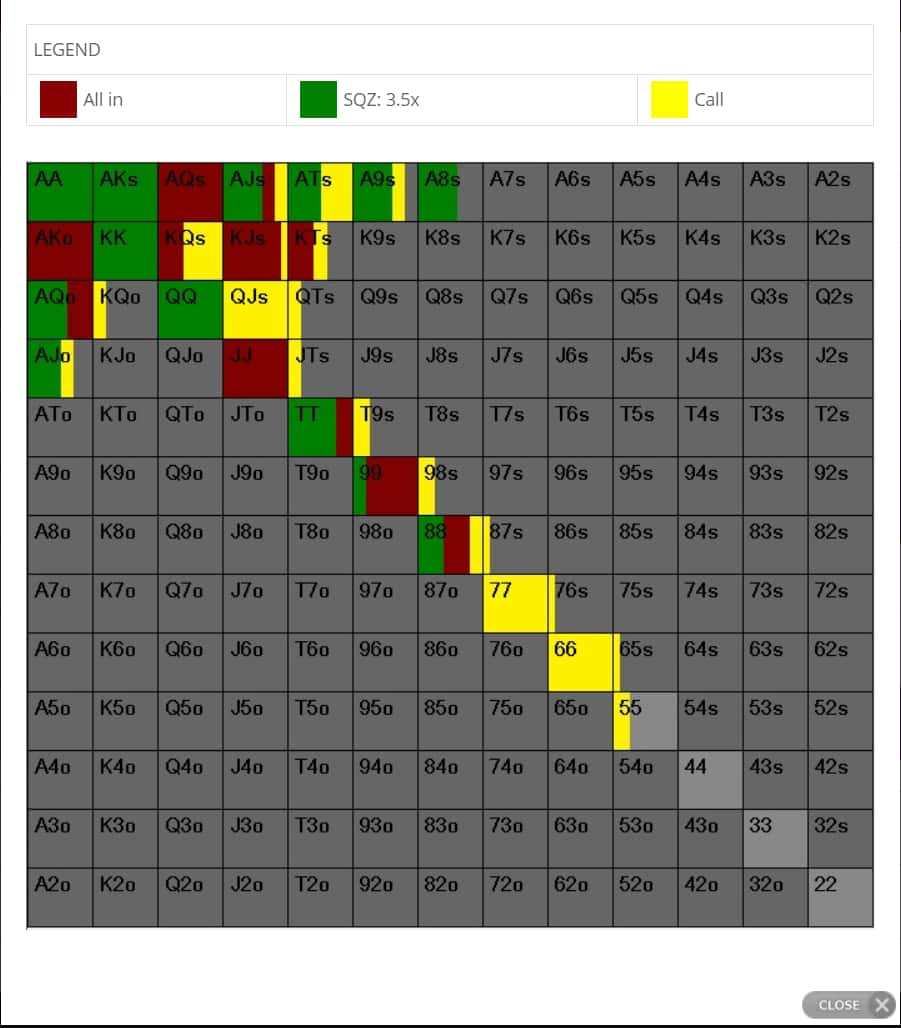 LEGEND
All in SQZ: 3.5x Call
AA AKs AQs AJs ATs A9s A8s A7s A6s A5s A4s A3s A2s
AKo KK KQs KJs KTs K9s K8s K7s K6s K5s K4s K3s K2s
AQo KQo QQ QJs QTs Q9s Q8s Q7s Q6s Q5s Q4s Q3s Q2s
AJo KJo QJo JJ JTs J9s J8s J7s J6s J5s J4s J3s J2s
ATo KTo QTo JTo TT T9s T8s T7s T6s T5s T4s T3s T2s
A9o K9o Q9o J9o T9o 99 98s 97s 96s 95s 94s 93s 92s
A8o K8o Q8o J8o T8o 98o 88 87s 86s 85s 84s 83s 82s
A7o K7o Q7o J7o T7o 97o 87o 77 76s 75s 74s 73s 72s
A6o K6o Q6o J6o T6o 96o 86o 76o 66 65s 64s 63s 62s
A5o K5o Q5o J5o T5o 95o 85o 75o 65o 55 54s 53s 52s
A4o K4o Q4o J4o T4o 94o 84o 74o 64o 54o 44 43s 42s
A3o K3o Q3o J3o T3o 93o 83o 73o 63o 53o 43o 33 32s
A2o K2o Q2o J2o T2o 92o 82o 72o 62o 52o 42o 32o 22
CLOSE